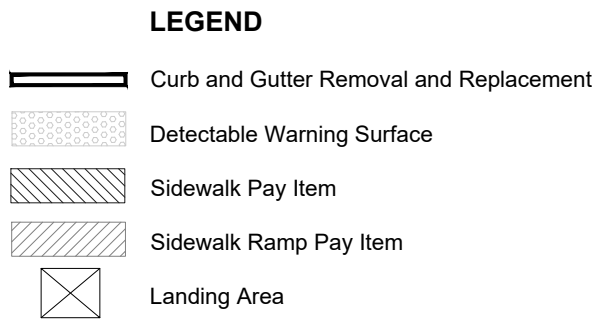 LEGEND
Curb and Gutter Removal and Replacement
Detectable Warning Surface
Sidewalk Pay Item
Sidewalk Ramp Pay Item
Landing Area